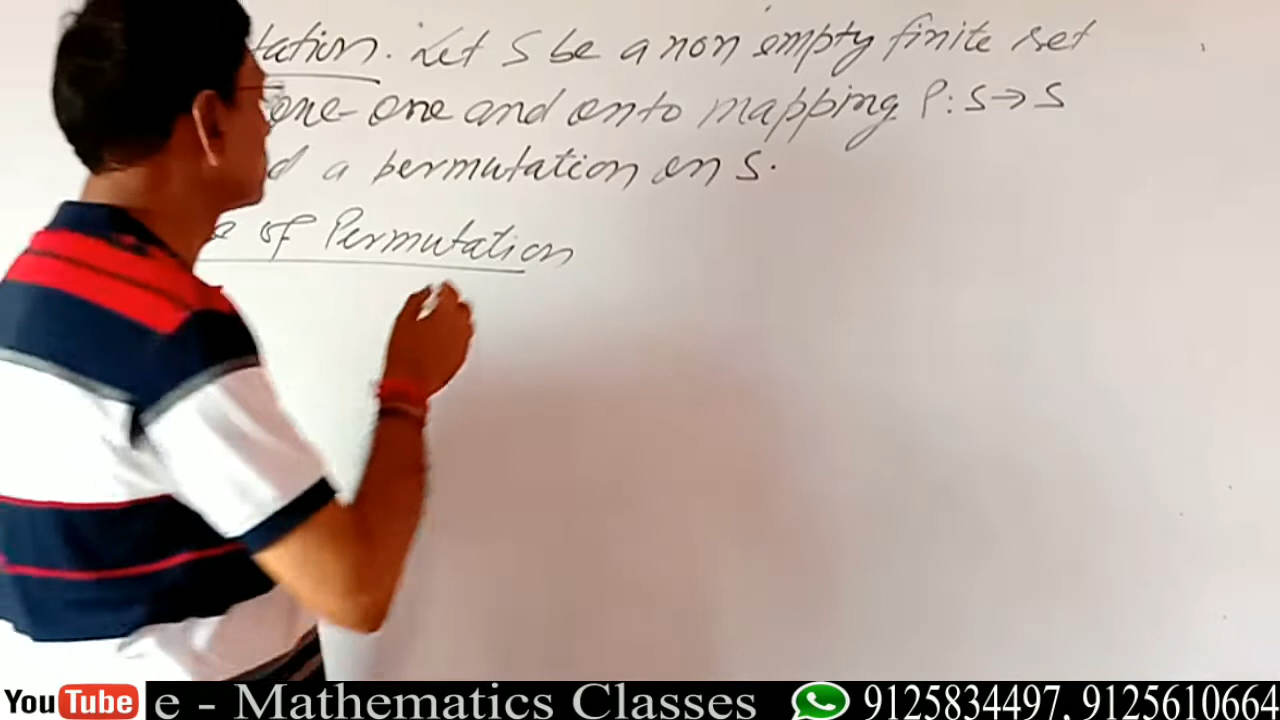 tation. Let S be a non empty finite set
one-one and onto mapping P: S→S
d a permutation on S.
e of Permutation
YouTube e - Mathematics Classes 9125834497, 9125610664